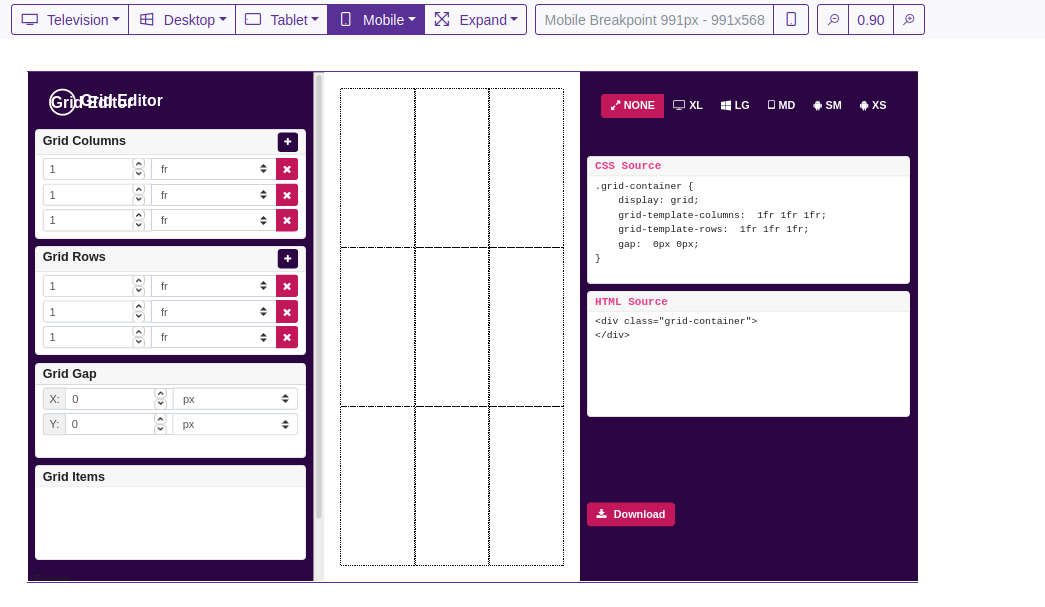 Television Desktop Tablet Mobile Expand Mobile Breakpoint 991px - 991x568 0.90
Grid Editor Grid Editor
Grid Columns
1 fr
1 fr
1 fr
Grid Rows
1 fr
1 fr
1 fr
Grid Gap
X: 0 px
Y: 0 px
Grid Items
NONE XL LG MD SM XS
CSS Source
.grid-container {
    display: grid;
    grid-template-columns:  1fr 1fr 1fr;
    grid-template-rows:  1fr 1fr 1fr;
    gap:  0px 0px;
}
HTML Source
<div class="grid-container">
</div>
Download